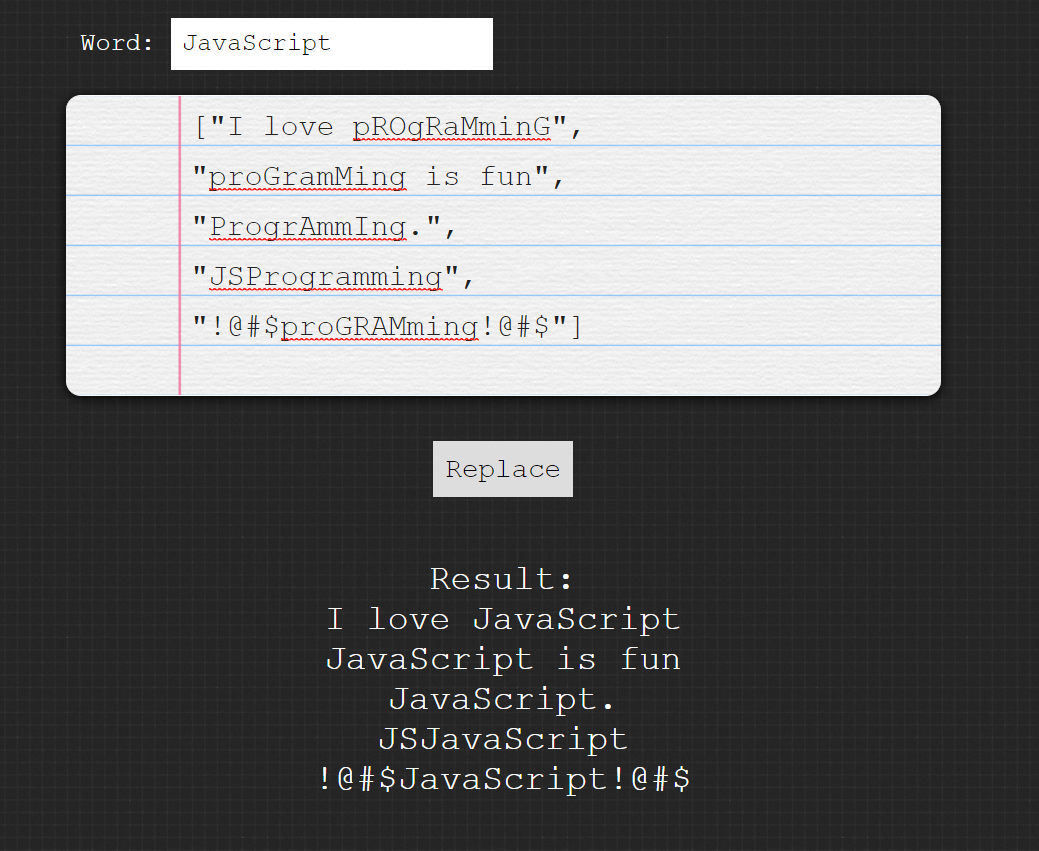 Word: JavaScript
["I love pROgRaMminG",
"proGramMing is fun",
"ProgrAmmIng.",
"JSProgramming",
"!@#$proGRAMming!@#$"]
Replace
Result:
I love JavaScript
JavaScript is fun
JavaScript.
JSJavaScript
!@#$JavaScript!@#$